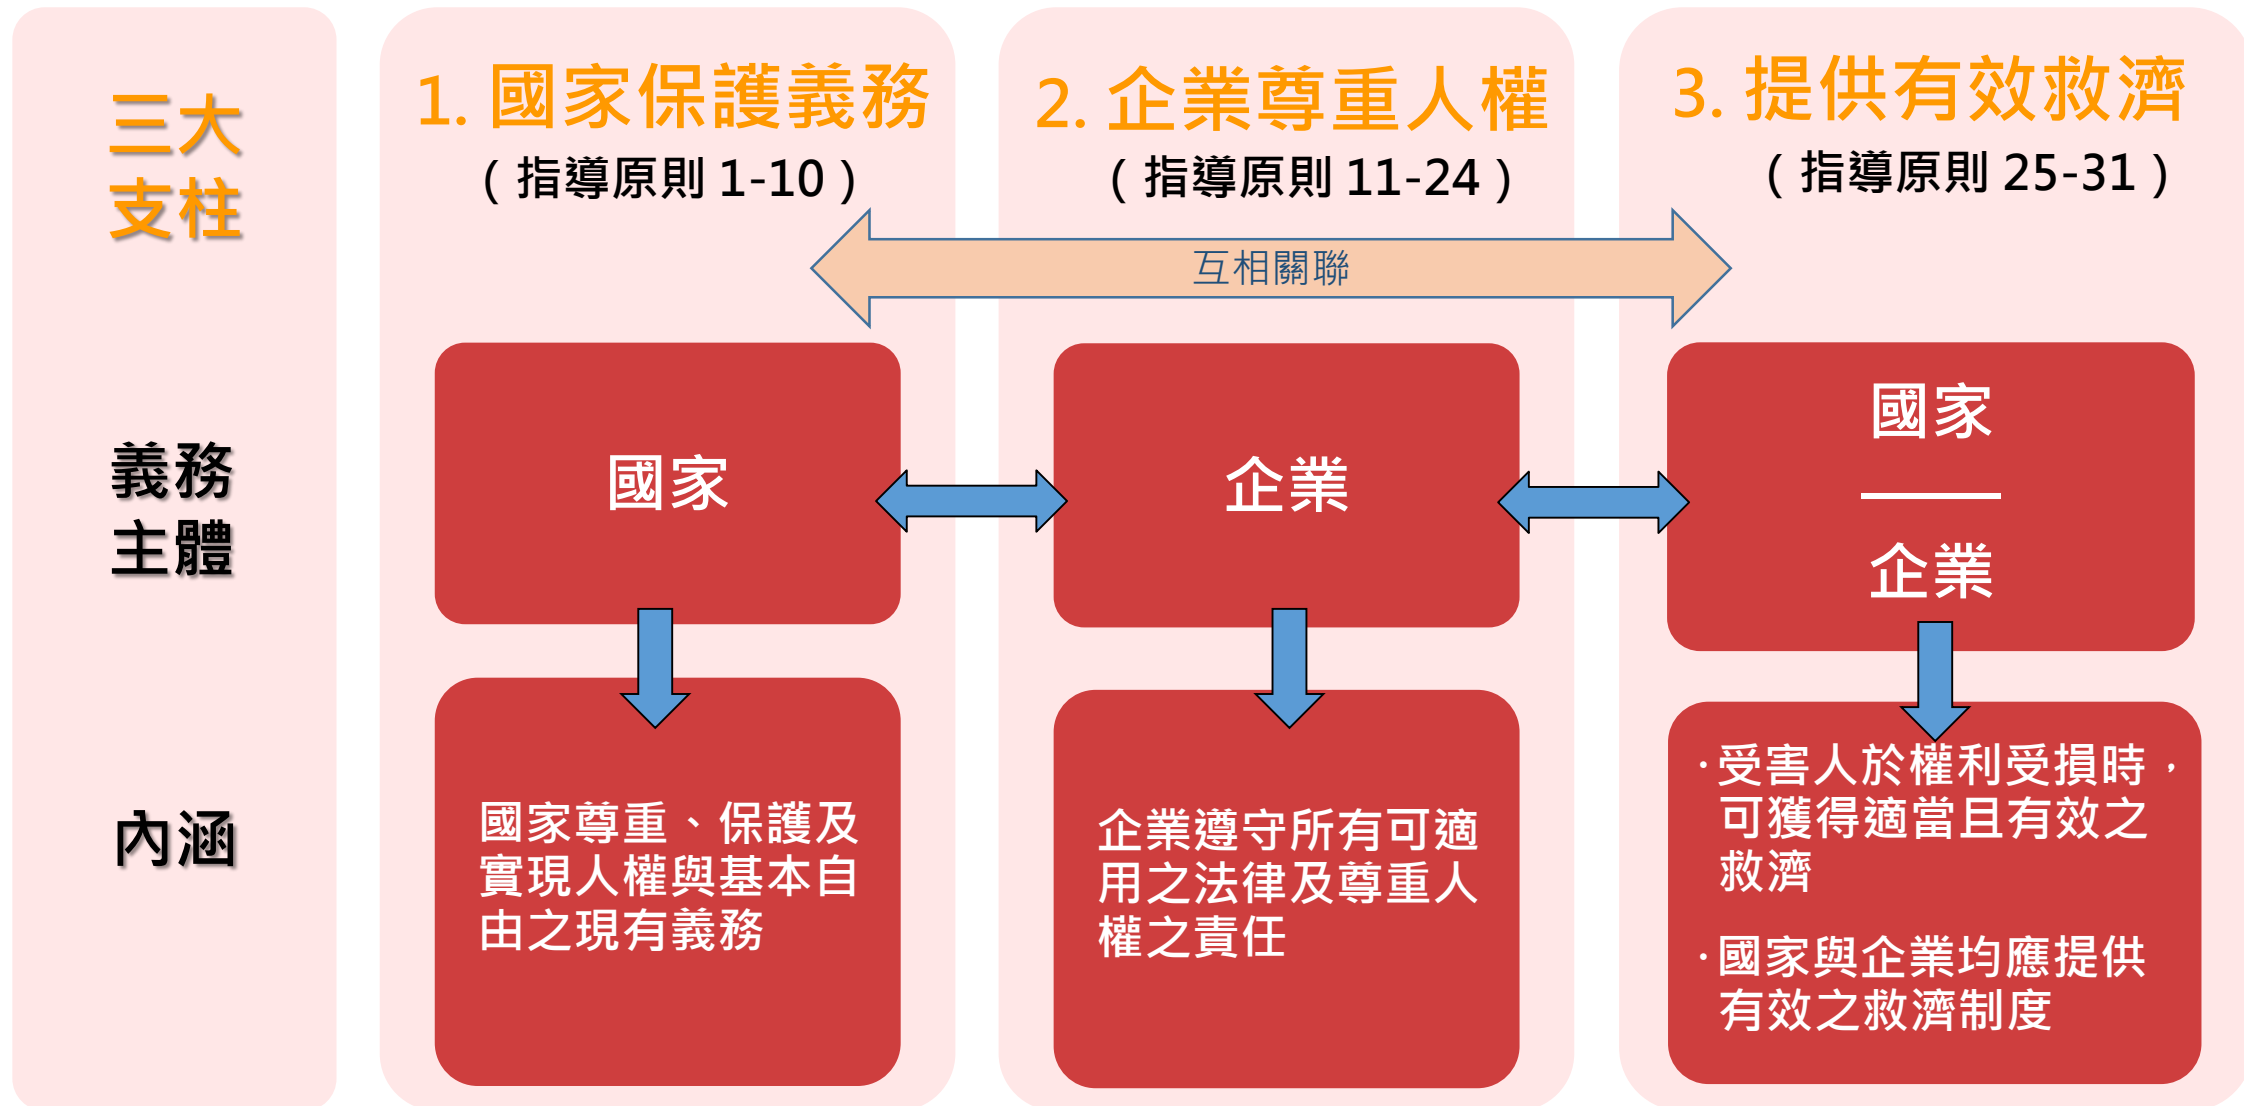 三大
支柱
1. 國家保護義務
（指導原則 1-10）
2. 企業尊重人權
（指導原則 11-24）
3. 提供有效救濟
（指導原則 25-31）
互相關聯
義務
主體
國家
企業
國家
企業
內涵
國家尊重、保護及
實現人權與基本自
由之現有義務
企業遵守所有可適
用之法律及尊重人
權之責任
·受害人於權利受損時，
可獲得適當且有效之
救濟
·國家與企業均應提供
有效之救濟制度